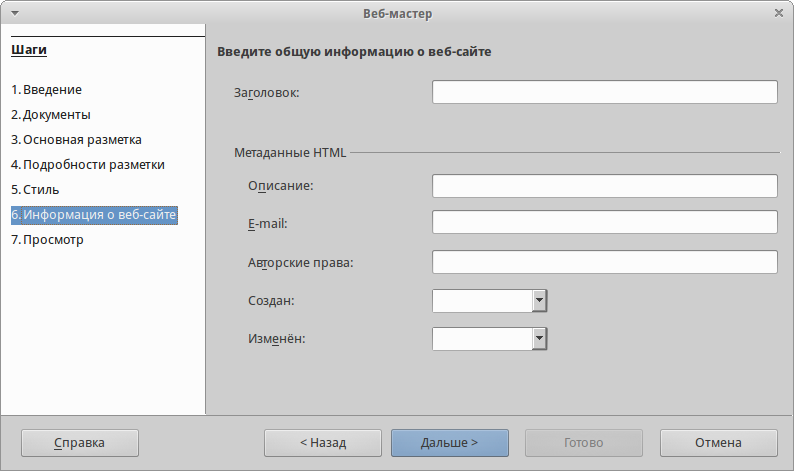 Веб-мастер
Шаги
1. Введение
2. Документы
3. Основная разметка
4. Подробности разметки
5. Стиль
6. Информация о веб-сайте
7. Просмотр
Введите общую информацию о веб-сайте
Заголовок:
Метаданные HTML
Описание:
E-mail:
Авторские права:
Создан:
Изменён:
Справка
< Назад
Дальше >
Готово
Отмена